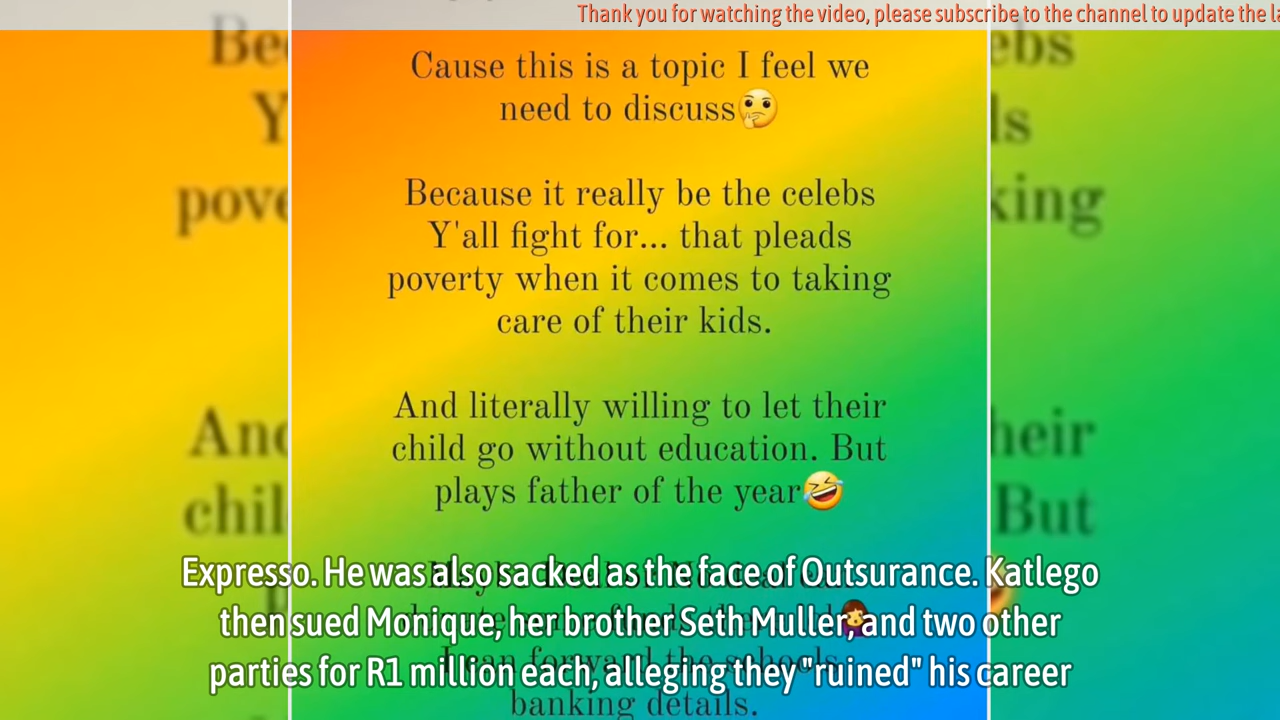 Thank you for watching the video, please subscribe to the channel to update the la
Cause this is a topic I feel we
need to discuss🤔
Because it really be the celebs
Y'all fight for... that pleads
poverty when it comes to taking
care of their kids.
And literally willing to let their
child go without education. But
plays father of the year🤣
Expresso. He was also sacked as the face of Outsurance. Katlego
then sued Monique, her brother Seth Muller, and two other
parties for R1 million each, alleging they "ruined" his career
I can forward the schools
banking details.